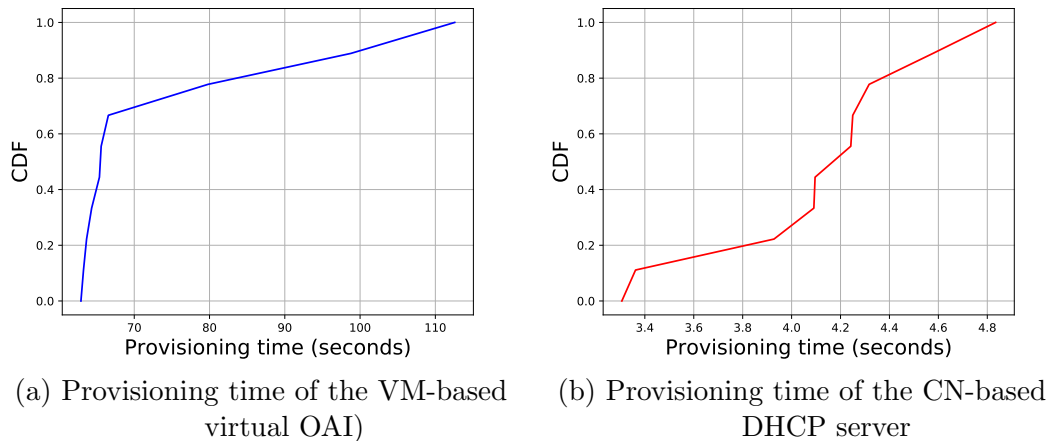 1.0
0.8
0.6
0.4
0.2
0.0
CDF
70 80 90 100 110
Provisioning time (seconds)
(a) Provisioning time of the VM-based
virtual OAI)
1.0
0.8
0.6
0.4
0.2
0.0
CDF
3.4 3.6 3.8 4.0 4.2 4.4 4.6 4.8
Provisioning time (seconds)
(b) Provisioning time of the CN-based
DHCP server